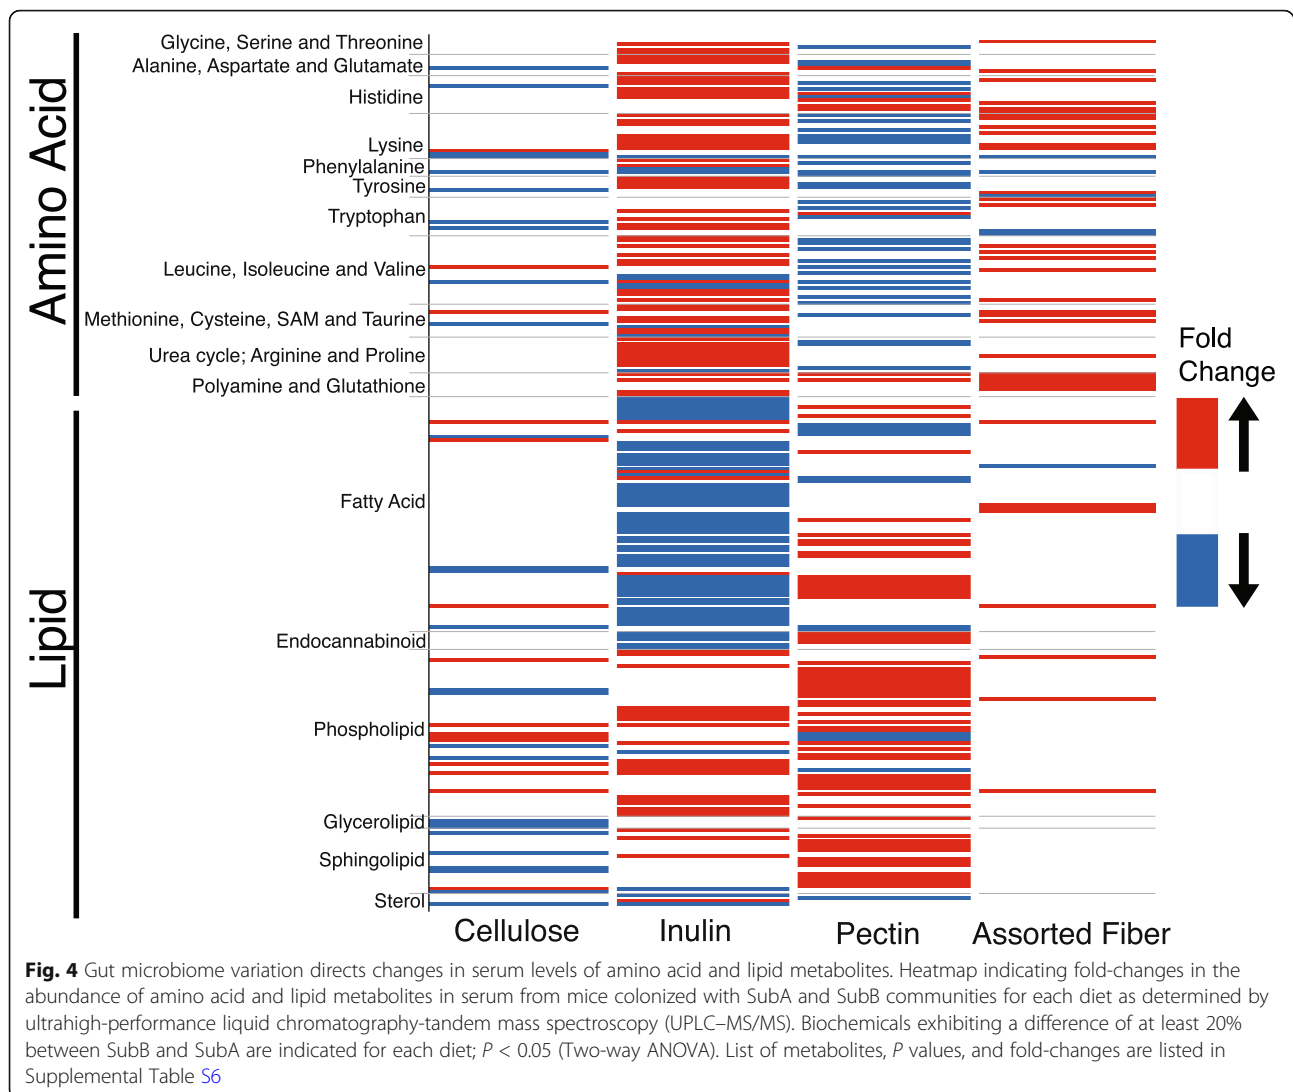 Amino Acid
Glycine, Serine and Threonine
Alanine, Aspartate and Glutamate
Histidine
Lysine
Phenylalanine
Tyrosine
Tryptophan
Leucine, Isoleucine and Valine
Methionine, Cysteine, SAM and Taurine
Urea cycle; Arginine and Proline
Polyamine and Glutathione
Lipid
Fatty Acid
Endocannabinoid
Phospholipid
Glycerolipid
Sphingolipid
Sterol
Fold
Change
Cellulose
Inulin
Pectin
Assorted Fiber
Fig. 4 Gut microbiome variation directs changes in serum levels of amino acid and lipid metabolites. Heatmap indicating fold-changes in the
abundance of amino acid and lipid metabolites in serum from mice colonized with SubA and SubB communities for each diet as determined by
ultrahigh-performance liquid chromatography-tandem mass spectroscopy (UPLC–MS/MS). Biochemicals exhibiting a difference of at least 20%
between SubB and SubA are indicated for each diet; P < 0.05 (Two-way ANOVA). List of metabolites, P values, and fold-changes are listed in
Supplemental Table S6